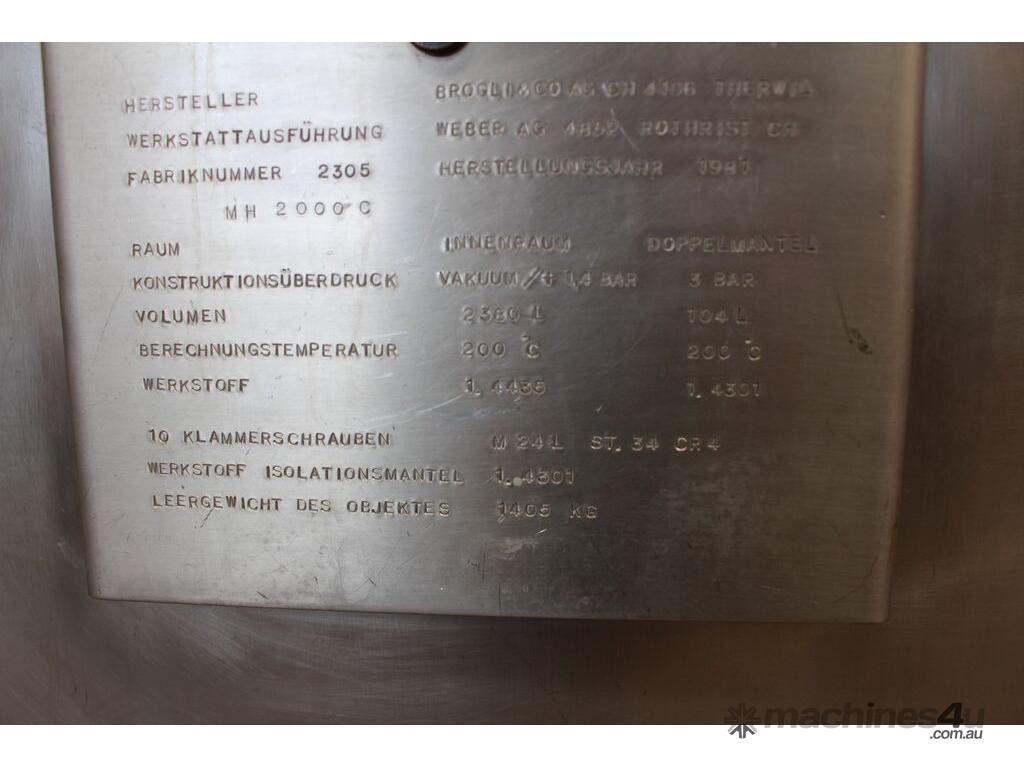 HERSTELLER BROGLI & CO AG CH 4106 THERWIL
WERKSTATTAUSFÜHRUNG WEBER AG 4852 ROTHRIST CH
FABRIKNUMMER 2305 HERSTELLUNGSJAHR 1981
MH 2000 C
RAUM INNENRAUM DOPPELMANTEL
KONSTRUKTIONSÜBERDRUCK VAKUUM //+ 1,4 BAR 3 BAR
VOLUMEN 2380 L 104 L
BERECHNUNGSTEMPERATUR 200 °C 200 °C
WERKSTOFF 1.4435 1.4301
10 KLAMMERSCHRAUBEN M 24 L ST. 34 CR 4
WERKSTOFF ISOLATIONSMANTEL 1.4301
LEERGEWICHT DES OBJEKTES 1405 KG
machines4u
.com.au